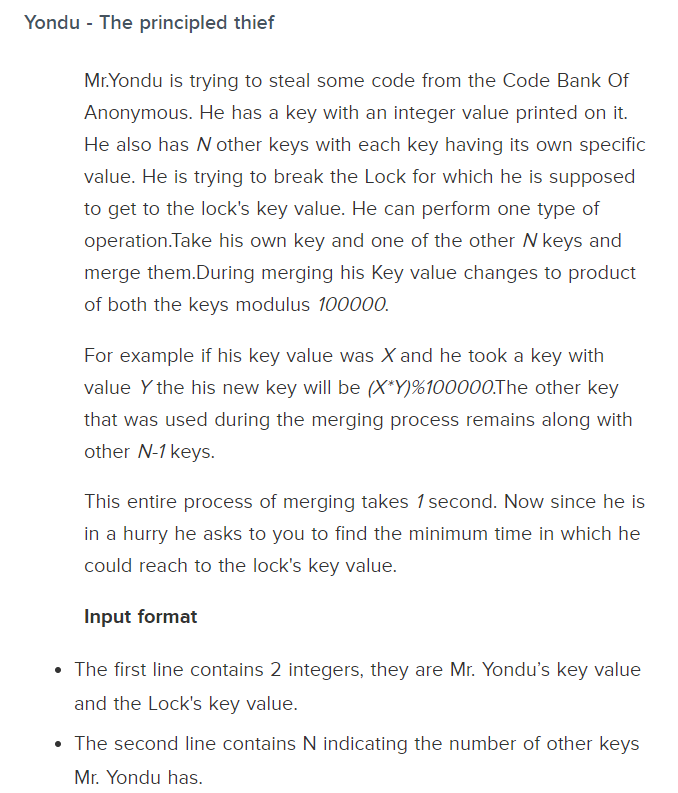 Yondu - The principled thief
Mr.Yondu is trying to steal some code from the Code Bank Of
Anonymous. He has a key with an integer value printed on it.
He also has N other keys with each key having its own specific
value. He is trying to break the Lock for which he is supposed
to get to the lock's key value. He can perform one type of
operation.Take his own key and one of the other N keys and
merge them.During merging his Key value changes to product
of both the keys modulus 100000.
For example if his key value was X and he took a key with
value Y the his new key will be (X*Y)%100000.The other key
that was used during the merging process remains along with
other N-1 keys.
This entire process of merging takes 1 second. Now since he is
in a hurry he asks to you to find the minimum time in which he
could reach to the lock's key value.
Input format
• The first line contains 2 integers, they are Mr. Yondu’s key value
and the Lock's key value.
• The second line contains N indicating the number of other keys
Mr. Yondu has.